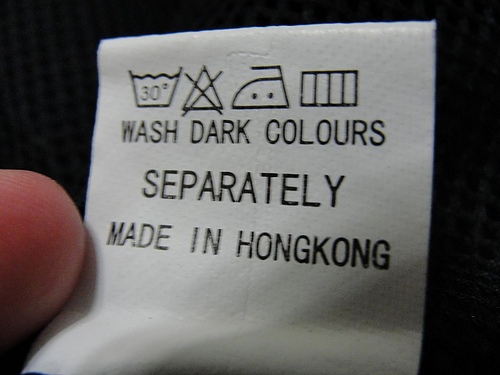 30°
WASH DARK COLOURS
SEPARATELY
MADE IN HONGKONG